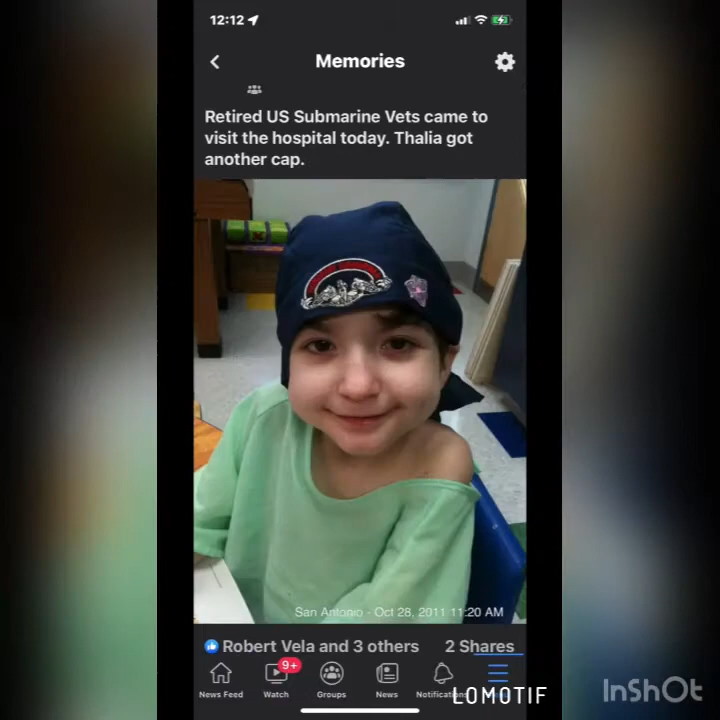 12:12
Memories
Retired US Submarine Vets came to
visit the hospital today. Thalia got
another cap.
San Antonio - Oct 28, 2011 11:20 AM
Robert Vela and 3 others 2 Shares
9+
News Feed Watch Groups News Notifications
LOMOTIF
InShOt